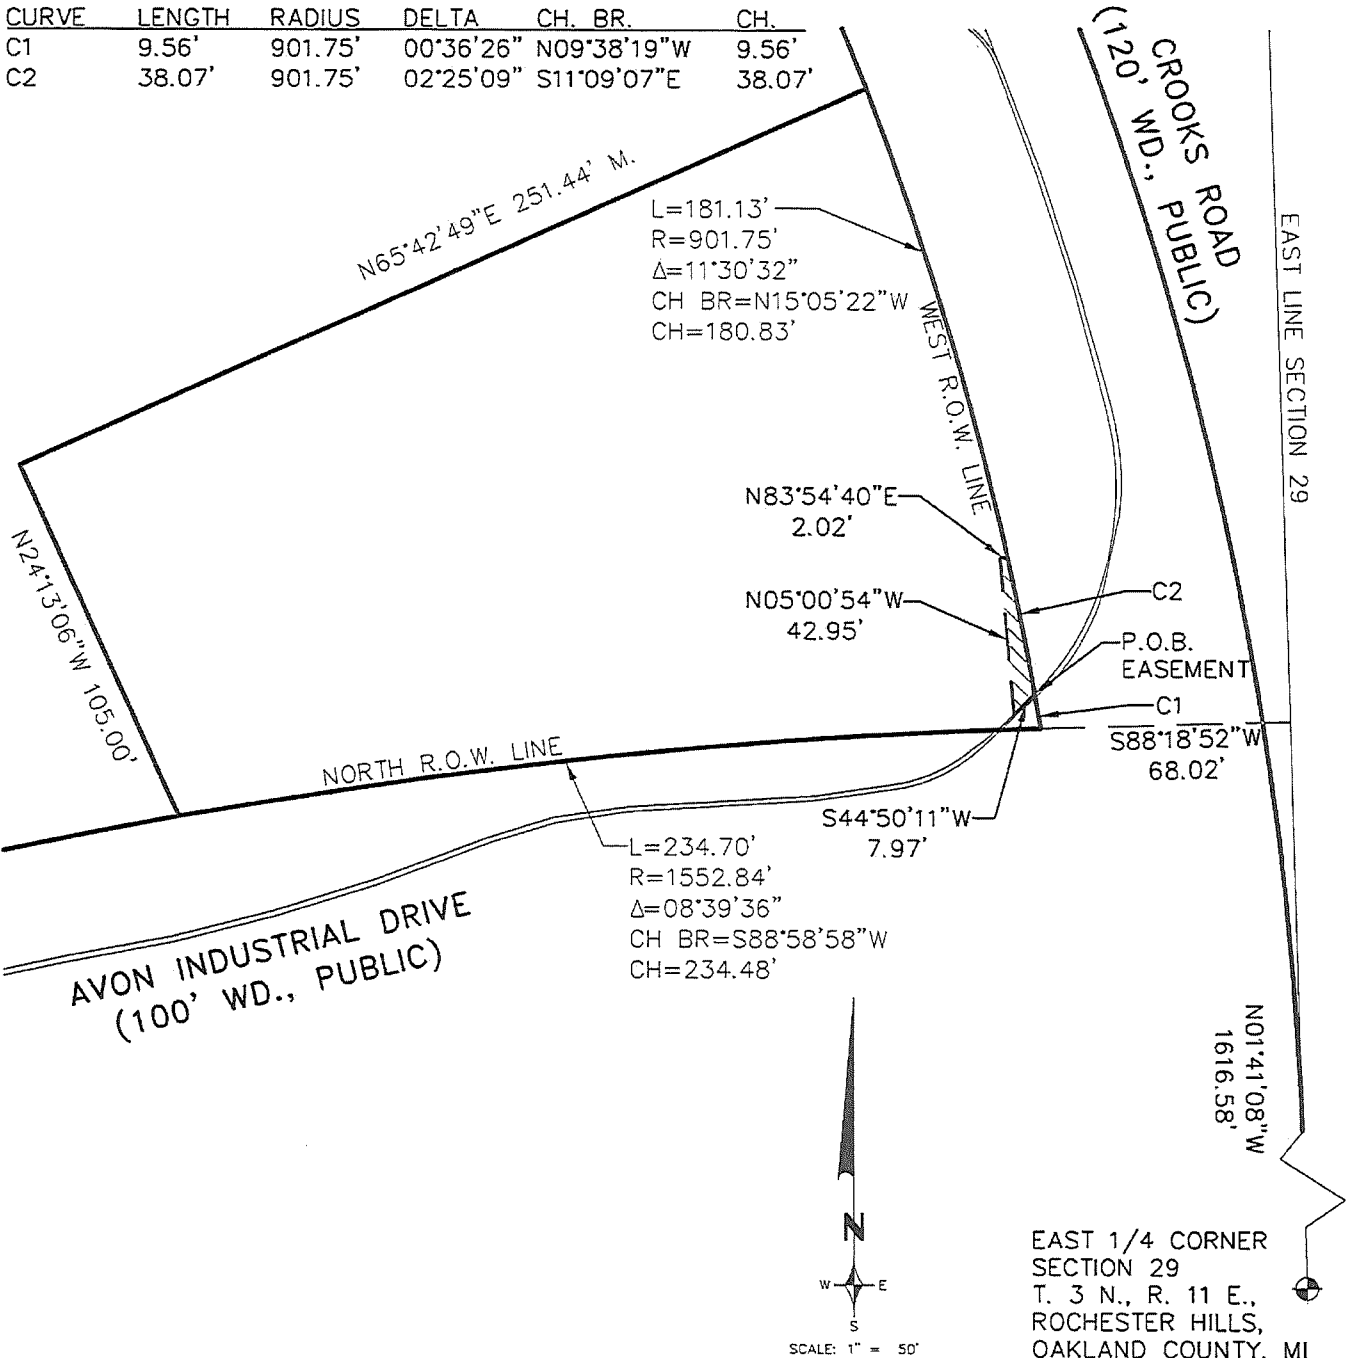 CURVE LENGTH RADIUS DELTA CH. BR. CH.
C1 9.56' 901.75' 00°36'26" N09°38'19"W 9.56'
C2 38.07' 901.75' 02°25'09" S11°09'07"E 38.07'
CROOKS ROAD
(120' WD., PUBLIC)
EAST LINE SECTION 29
N65°42'49"E 251.44' M.
L=181.13'
R=901.75'
Δ=11°30'32"
CH BR=N15°05'22"W
CH=180.83'
WEST R.O.W. LINE
N83°54'40"E
2.02'
N05°00'54"W
42.95'
C2
P.O.B.
EASEMENT
C1
S88°18'52"W
68.02'
N24°13'06"W 105.00'
NORTH R.O.W. LINE
S44°50'11"W
7.97'
L=234.70'
R=1552.84'
Δ=08°39'36"
CH BR=S88°58'58"W
CH=234.48'
AVON INDUSTRIAL DRIVE
(100' WD., PUBLIC)
N01°41'08"W
1616.58'
N
W E
S
SCALE: 1" = 50'
EAST 1/4 CORNER
SECTION 29
T. 3 N., R. 11 E.,
ROCHESTER HILLS,
OAKLAND COUNTY, MI